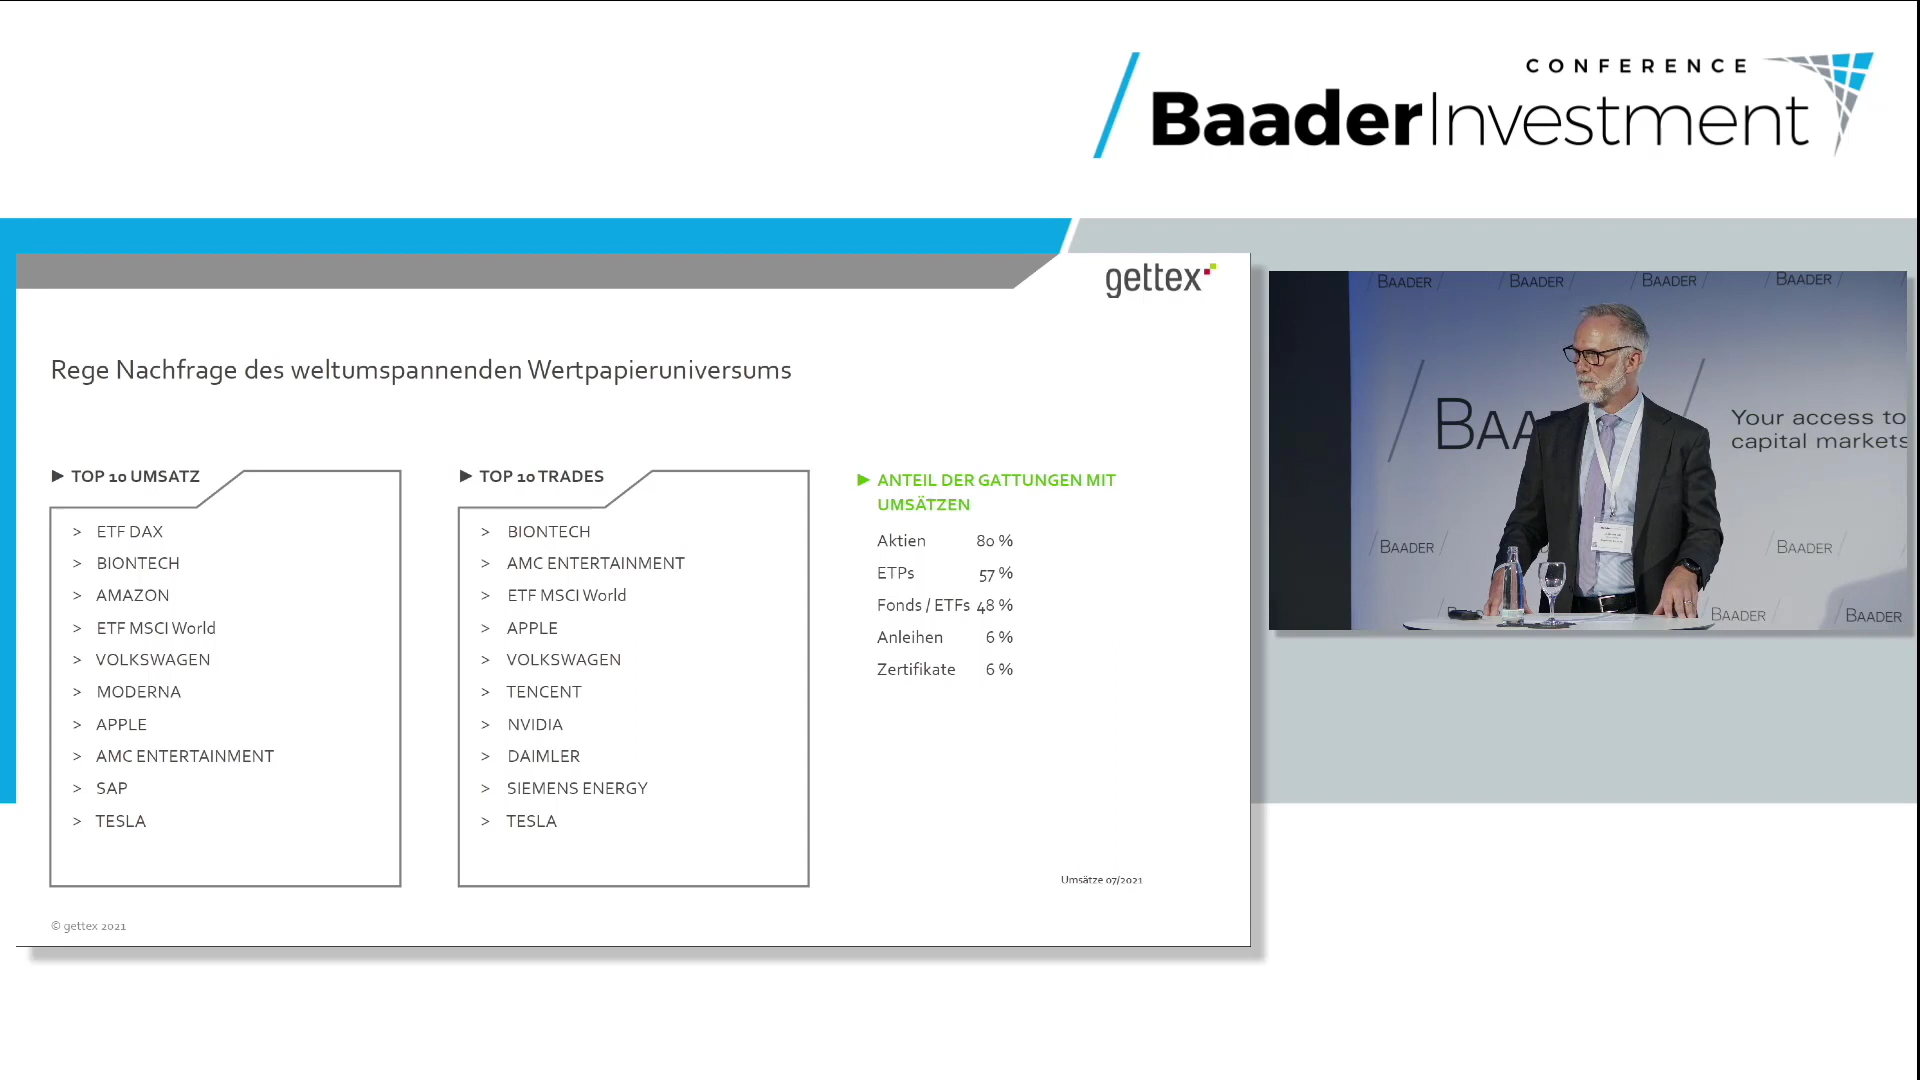 CONFERENCE
BaaderInvestment
gettex
Rege Nachfrage des weltumspannenden Wertpapieruniversums
► TOP 10 UMSATZ
> ETF DAX
> BIONTECH
> AMAZON
> ETF MSCI World
> VOLKSWAGEN
> MODERNA
> APPLE
> AMC ENTERTAINMENT
> SAP
> TESLA
► TOP 10 TRADES
> BIONTECH
> AMC ENTERTAINMENT
> ETF MSCI World
> APPLE
> VOLKSWAGEN
> TENCENT
> NVIDIA
> DAIMLER
> SIEMENS ENERGY
> TESLA
► ANTEIL DER GATTUNGEN MIT
UMSÄTZEN
Aktien 80 %
ETPs 57 %
Fonds / ETFs 48 %
Anleihen 6 %
Zertifikate 6 %
Umsätze 07/2021
© gettex 2021
/ BAADER / / BAADER / / BAADER / / BAADER /
/ BAA /
Your access to
capital markets
/ BAADER / / BAADER /
BAADER / BAADER